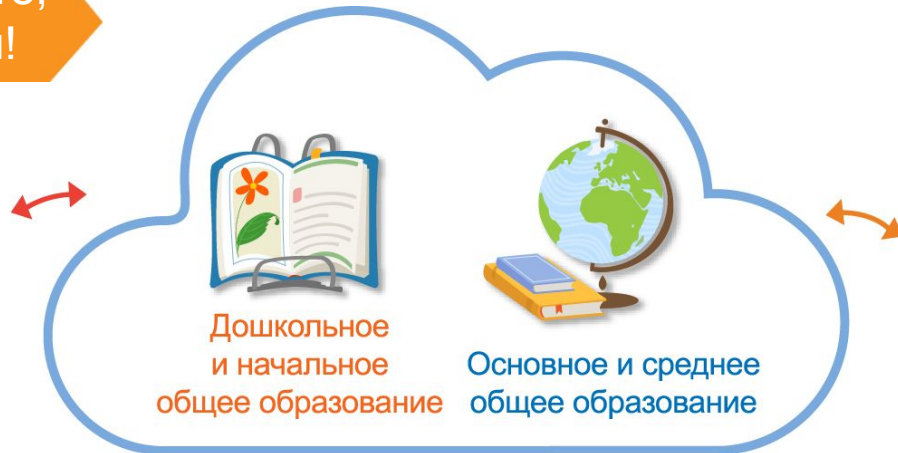 Дошкольное
и начальное
общее образование
Основное и среднее
общее образование